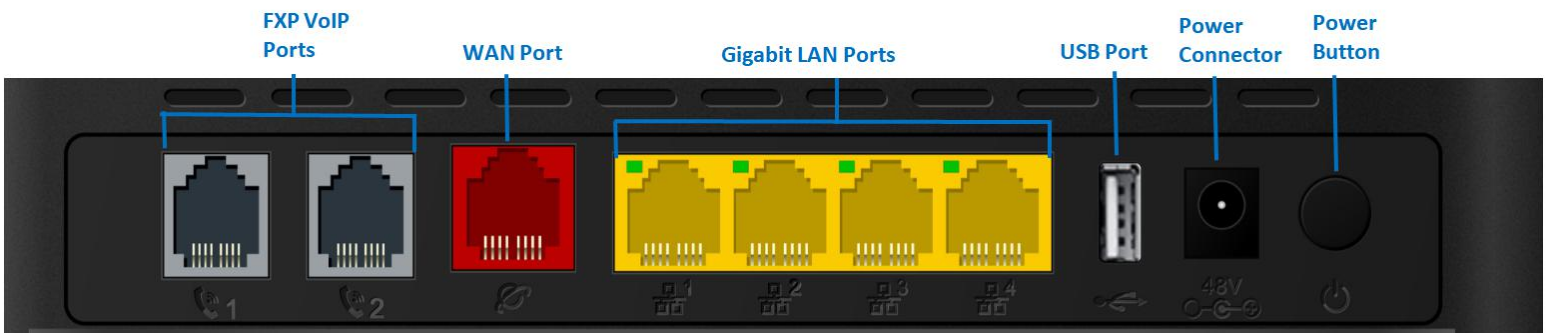 FXP VoIP
Ports
WAN Port
Gigabit LAN Ports
USB Port
Power
Connector
Power
Button
1
2
1
2
3
4
48V